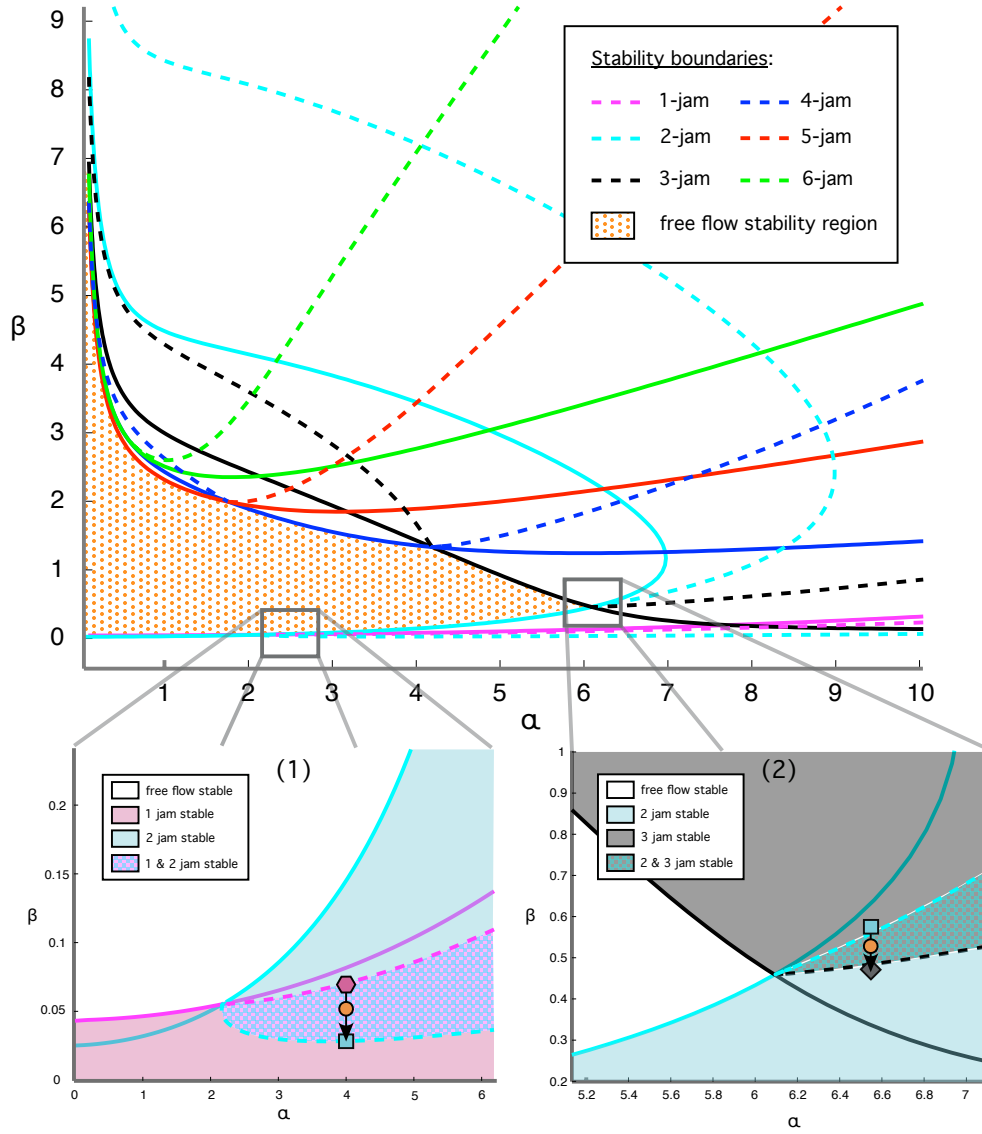 9
8
7
6
5
4
3
2
1
0
β
1 2 3 4 5 6 7 8 9 10
α
Stability boundaries:
1-jam 4-jam
2-jam 5-jam
3-jam 6-jam
free flow stability region
(1)
free flow stable
1 jam stable
2 jam stable
1 & 2 jam stable
0.2
0.15
0.1
0.05
0
β
0 1 2 3 4 5 6
α
(2)
free flow stable
2 jam stable
3 jam stable
2 & 3 jam stable
1
0.9
0.8
0.7
0.6
0.5
0.4
0.3
0.2
β
5.2 5.4 5.6 5.8 6 6.2 6.4 6.6 6.8 7
α